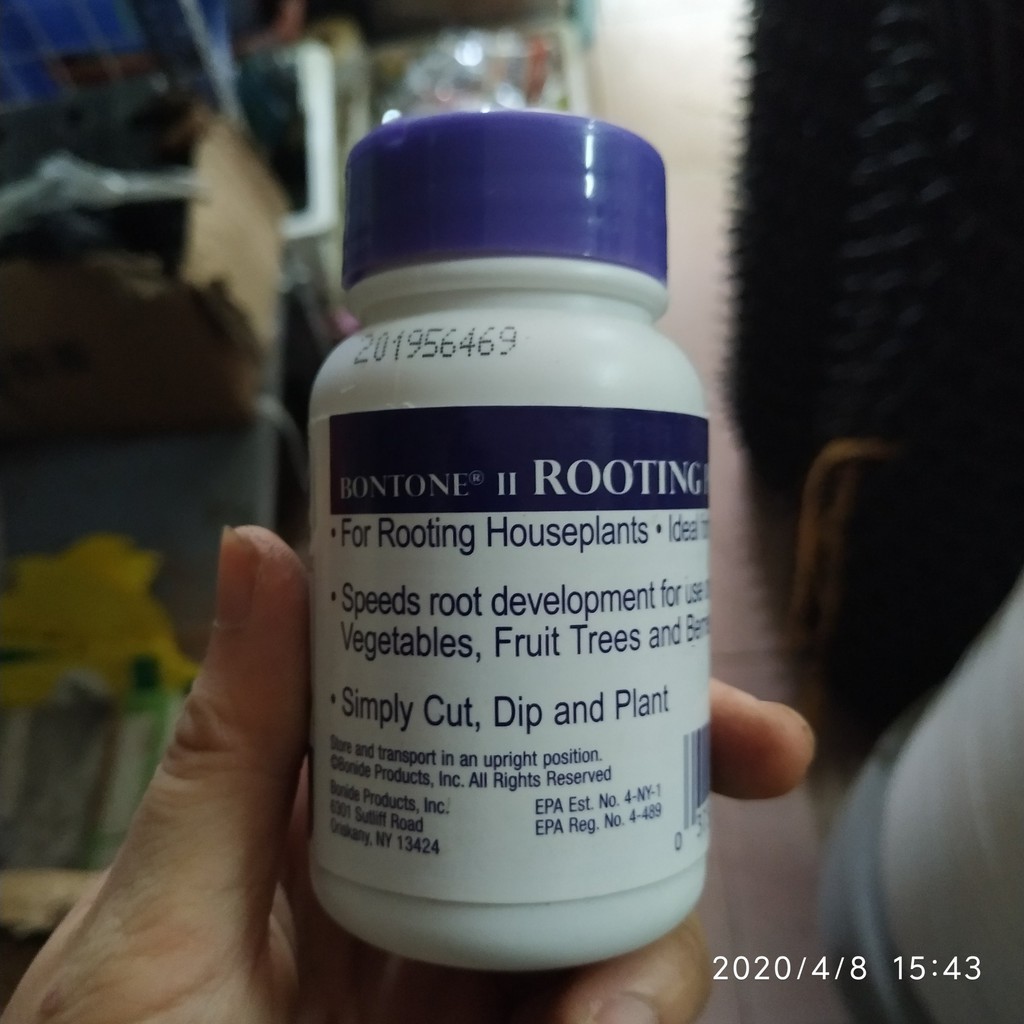 201956469
BONTONE® II ROOTING
• For Rooting Houseplants • Ideal
• Speeds root development for use
Vegetables, Fruit Trees and
• Simply Cut, Dip and Plant
Store and transport in an upright position.
©Bonide Products, Inc. All Rights Reserved
Bonide Products, Inc.
6301 Sutliff Road
Oriskany, NY 13424
EPA Est. No. 4-NY-1
EPA Reg. No. 4-489
0
2020/4/8 15:43